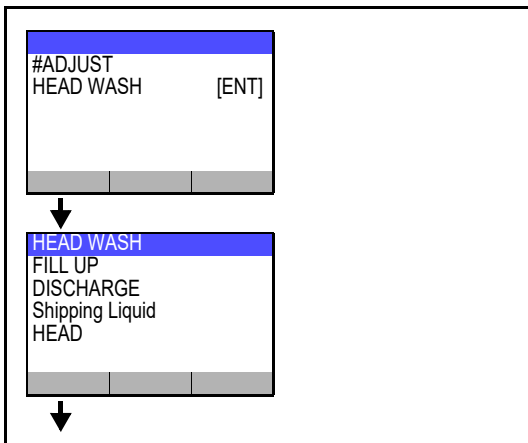 #ADJUST
HEAD WASH [ENT]
HEAD WASH
FILL UP
DISCHARGE
Shipping Liquid
HEAD